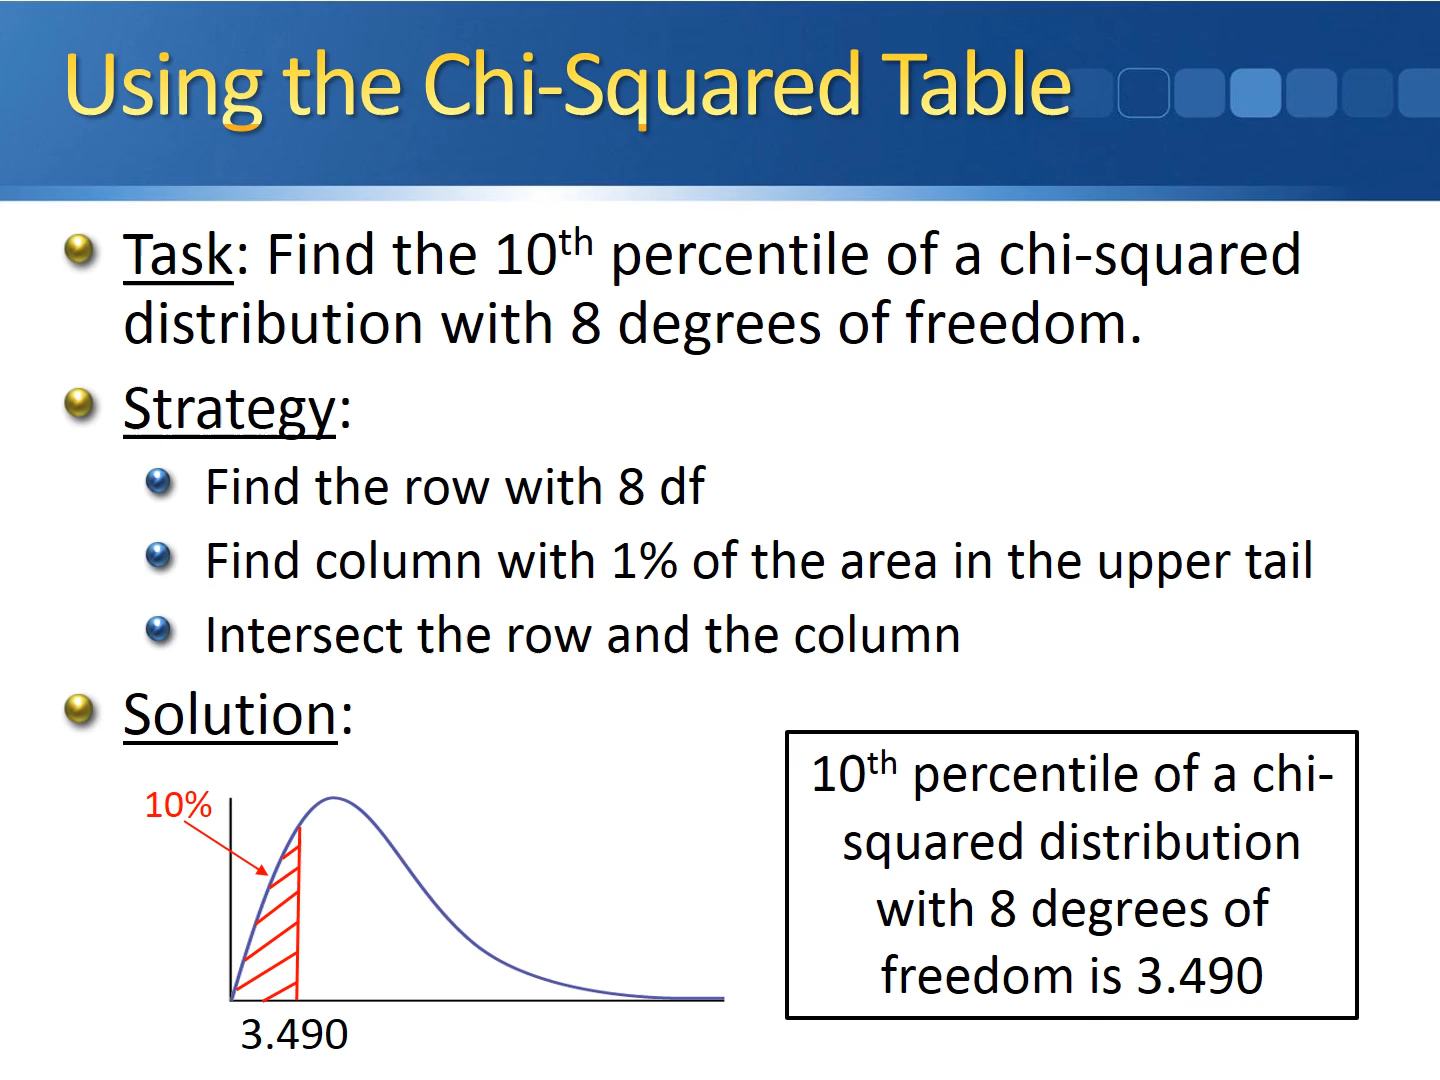 Using the Chi-Squared Table
Task: Find the 10th percentile of a chi-squared
distribution with 8 degrees of freedom.
Strategy:
Find the row with 8 df
Find column with 1% of the area in the upper tail
Intersect the row and the column
Solution:
10%
3.490
10th percentile of a chi-
squared distribution
with 8 degrees of
freedom is 3.490